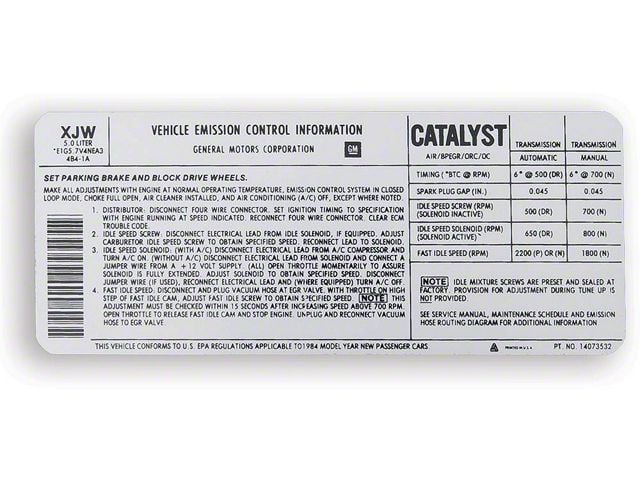 XJW
5.0 LITER
*E1G5.7V4NEA3
4B4-1A
VEHICLE EMISSION CONTROL INFORMATION
GENERAL MOTORS CORPORATION GM
SET PARKING BRAKE AND BLOCK DRIVE WHEELS.
MAKE ALL ADJUSTMENTS WITH ENGINE AT NORMAL OPERATING TEMPERATURE, EMISSION CONTROL SYSTEM IN CLOSED
LOOP MODE, CHOKE FULL OPEN, AIR CLEANER INSTALLED, AND AIR CONDITIONING (A/C) OFF, EXCEPT WHERE NOTED.
1. DISTRIBUTOR: DISCONNECT FOUR WIRE CONNECTOR. SET IGNITION TIMING TO SPECIFICATION
WITH ENGINE RUNNING AT SPEED INDICATED. RECONNECT FOUR WIRE CONNECTOR. CLEAR ECM
TROUBLE CODE.
2. IDLE SPEED SCREW: DISCONNECT ELECTRICAL LEAD FROM IDLE SOLENOID, IF EQUIPPED. ADJUST
CARBURETOR IDLE SPEED SCREW TO OBTAIN SPECIFIED SPEED. RECONNECT LEAD TO SOLENOID.
3. IDLE SPEED SOLENOID: (WITH A/C) DISCONNECT ELECTRICAL LEAD FROM A/C COMPRESSOR AND
TURN A/C ON. (WITHOUT A/C) DISCONNECT ELECTRICAL LEAD FROM SOLENOID AND CONNECT A
JUMPER WIRE FROM A +12 VOLT SUPPLY. (ALL) OPEN THROTTLE MOMENTARILY TO ASSURE
SOLENOID IS FULLY EXTENDED. ADJUST SOLENOID TO OBTAIN SPECIFIED SPEED. DISCONNECT
JUMPER WIRE (IF USED), RECONNECT ELECTRICAL LEAD AND (WHERE EQUIPPED) TURN A/C OFF.
4. FAST IDLE SPEED: DISCONNECT AND PLUG VACUUM HOSE AT EGR VALVE. WITH THROTTLE ON HIGH
STEP OF FAST IDLE CAM, ADJUST FAST IDLE SCREW TO OBTAIN SPECIFIED SPEED. NOTE THIS
ADJUSTMENT MUST BE CHECKED WITHIN 15 SECONDS AFTER INCREASING SPEED ABOVE 700 RPM.
OPEN THROTTLE TO RELEASE FAST IDLE CAM AND STOP ENGINE. UNPLUG AND RECONNECT VACUUM
HOSE TO EGR VALVE.
THIS VEHICLE CONFORMS TO U.S. EPA REGULATIONS APPLICABLE TO 1984 MODEL YEAR NEW PASSENGER CARS.
CATALYST
AIR/BPEGR/ORC/OC
TRANSMISSION AUTOMATIC
TRANSMISSION MANUAL
TIMING (°BTC @ RPM) 6° @ 500 (DR) 6° @ 700 (N)
SPARK PLUG GAP (IN.) 0.045 0.045
IDLE SPEED SCREW (RPM)
(SOLENOID INACTIVE) 500 (DR) 700 (N)
IDLE SPEED SOLENOID (RPM)
(SOLENOID ACTIVE) 650 (DR) 800 (N)
FAST IDLE SPEED (RPM) 2200 (P) OR (N) 1800 (N)
NOTE IDLE MIXTURE SCREWS ARE PRESET AND SEALED AT
FACTORY. PROVISION FOR ADJUSTMENT DURING TUNE UP IS
NOT PROVIDED.
SEE SERVICE MANUAL, MAINTENANCE SCHEDULE AND EMISSION
HOSE ROUTING DIAGRAM FOR ADDITIONAL INFORMATION.
PRINTED IN U.S.A. PT. NO. 14073532